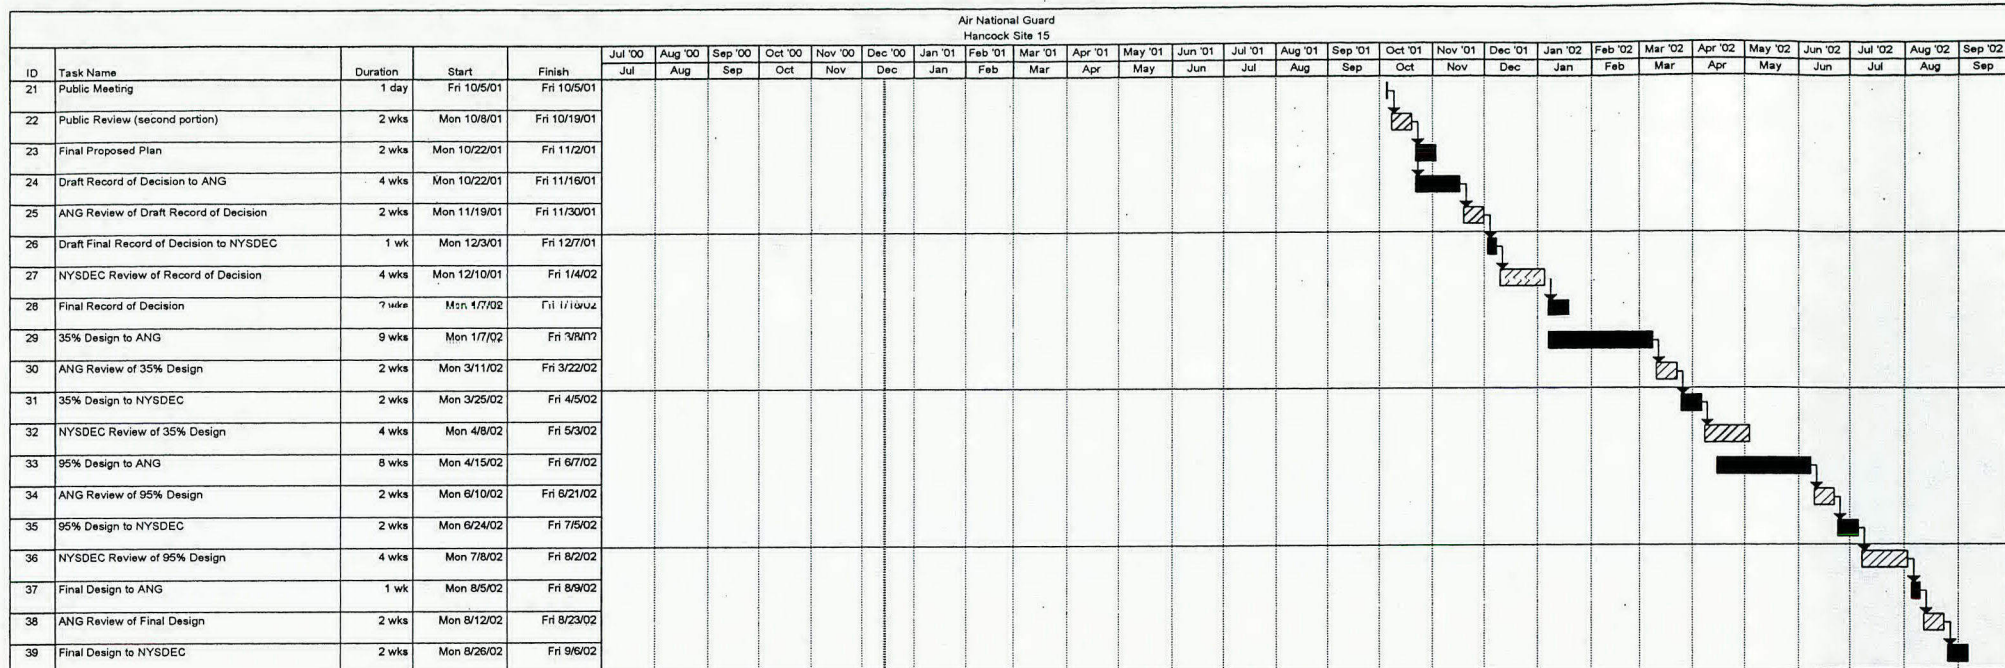 Air National Guard
Hancock Site 15
Jul '00 Aug '00 Sep '00 Oct '00 Nov '00 Dec '00 Jan '01 Feb '01 Mar '01 Apr '01 May '01 Jun '01 Jul '01 Aug '01 Sep '01 Oct '01 Nov '01 Dec '01 Jan '02 Feb '02 Mar '02 Apr '02 May '02 Jun '02 Jul '02 Aug '02 Sep '02
ID Task Name Duration Start Finish Jul Aug Sep Oct Nov Dec Jan Feb Mar Apr May Jun Jul Aug Sep Oct Nov Dec Jan Feb Mar Apr May Jun Jul Aug Sep
21 Public Meeting 1 day Fri 10/5/01 Fri 10/5/01
22 Public Review (second portion) 2 wks Mon 10/8/01 Fri 10/19/01
23 Final Proposed Plan 2 wks Mon 10/22/01 Fri 11/2/01
24 Draft Record of Decision to ANG 4 wks Mon 10/22/01 Fri 11/16/01
25 ANG Review of Draft Record of Decision 2 wks Mon 11/19/01 Fri 11/30/01
26 Draft Final Record of Decision to NYSDEC 1 wk Mon 12/3/01 Fri 12/7/01
27 NYSDEC Review of Record of Decision 4 wks Mon 12/10/01 Fri 1/4/02
28 Final Record of Decision wks Mon 1/7/02 Fri
29 35% Design to ANG 9 wks Mon 1/7/02 Fri 3/8/02
30 ANG Review of 35% Design 2 wks Mon 3/11/02 Fri 3/22/02
31 35% Design to NYSDEC 2 wks Mon 3/25/02 Fri 4/5/02
32 NYSDEC Review of 35% Design 4 wks Mon 4/8/02 Fri 5/3/02
33 95% Design to ANG 8 wks Mon 4/15/02 Fri 6/7/02
34 ANG Review of 95% Design 2 wks Mon 6/10/02 Fri 6/21/02
35 95% Design to NYSDEC 2 wks Mon 6/24/02 Fri 7/5/02
36 NYSDEC Review of 95% Design 4 wks Mon 7/8/02 Fri 8/2/02
37 Final Design to ANG 1 wk Mon 8/5/02 Fri 8/9/02
38 ANG Review of Final Design 2 wks Mon 8/12/02 Fri 8/23/02
39 Final Design to NYSDEC 2 wks Mon 8/26/02 Fri 9/6/02